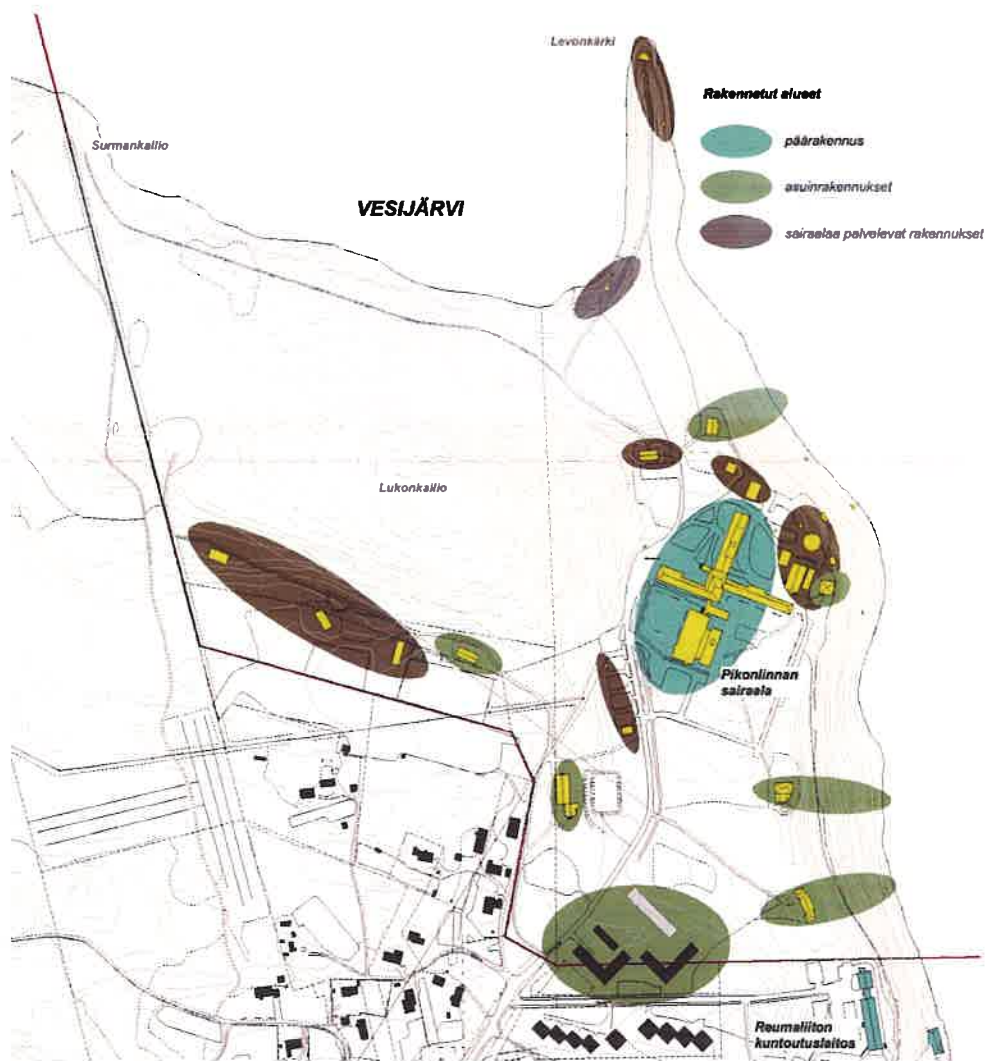 Levonkärki
Rakennetut alueet
päärakennus
asuinrakennukset
sairaalaa palvelevat rakennukset
Surmankallio
VESIJÄRVI
Lukonkallio
Pikonlinnan
sairaala
Reumaliiton
kuntoutuslaitos